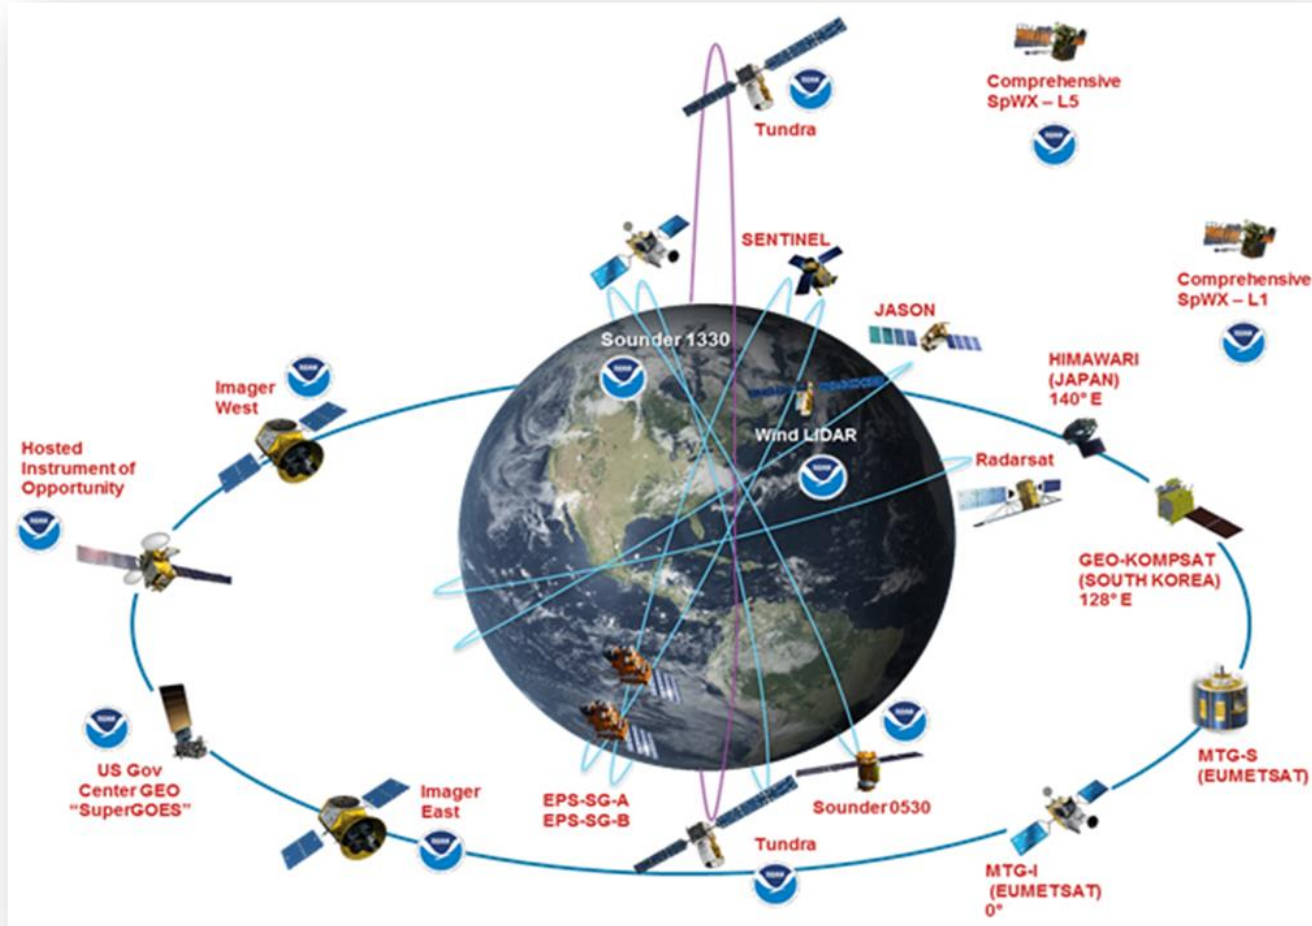 Comprehensive
SpWX – L5
Tundra
SENTINEL
Comprehensive
SpWX – L1
JASON
Sounder 1330
HIMAWARI
(JAPAN)
140° E
Imager
West
Wind LIDAR
Hosted
Instrument of
Opportunity
Radarsat
GEO-KOMPSAT
(SOUTH KOREA)
128° E
MTG-S
(EUMETSAT)
US Gov
Center GEO
“SuperGOES”
Imager
East
EPS-SG-A
EPS-SG-B
Sounder 0530
Tundra
MTG-I
(EUMETSAT)
0°